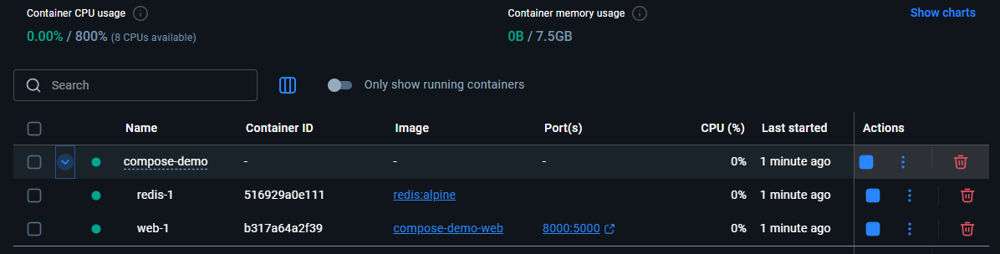 Container CPU usage
Container memory usage
Show charts
0.00% / 800% (8 CPUs available)
0B / 7.5GB
Search
Only show running containers
Name Container ID Image Port(s) CPU (%) Last started Actions
compose-demo - - - 0% 1 minute ago
redis-1 516929a0e111 redis:alpine 0% 1 minute ago
web-1 b317a64a2f39 compose-demo-web 8000:5000 0% 1 minute ago